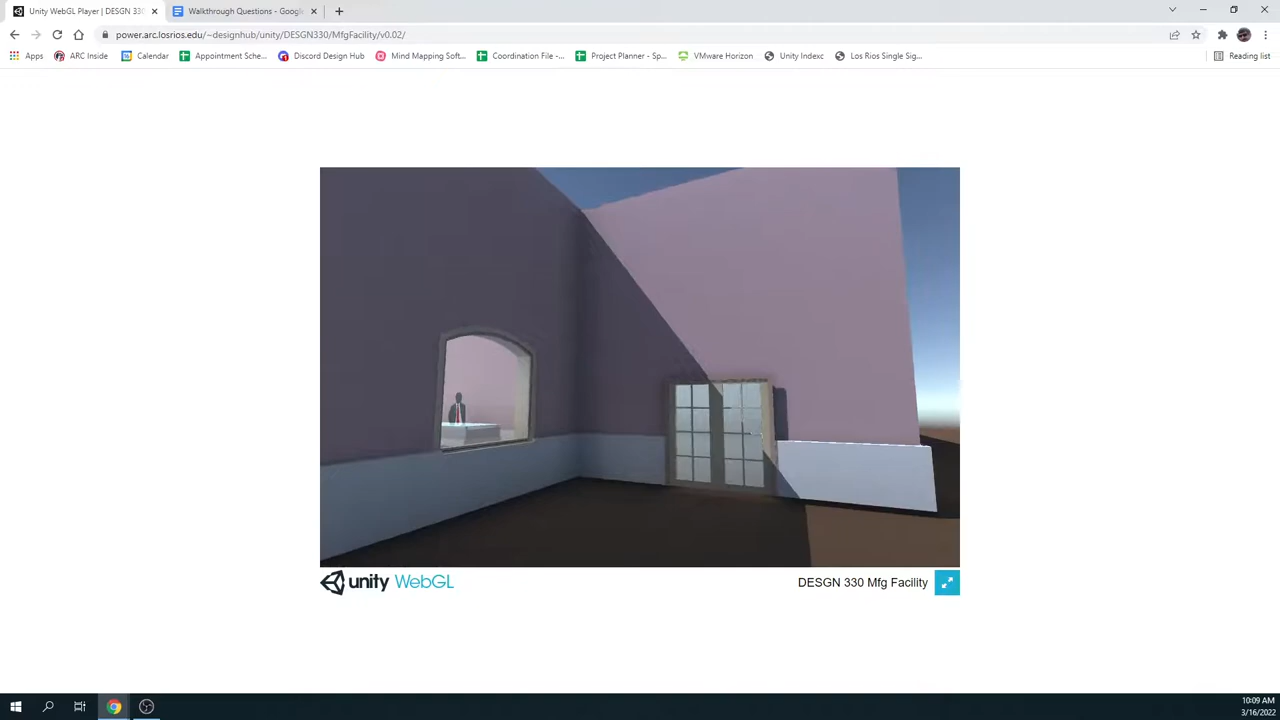 Unity WebGL Player | DESGN 330
Walkthrough Questions - Google
power.arc.losrios.edu/~designhub/unity/DESGN330/MfgFacility/v0.02/
Apps ARC Inside Calendar Appointment Sche... Discord Design Hub Mind Mapping Soft... Coordination File -... Project Planner - Sp... VMware Horizon Unity Indexc Los Rios Single Sig... Reading list
unity WebGL
DESGN 330 Mfg Facility
10:09 AM
3/16/2022